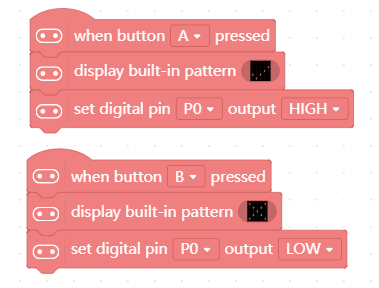 when button A pressed
display built-in pattern
set digital pin P0 output HIGH
when button B pressed
display built-in pattern
set digital pin P0 output LOW